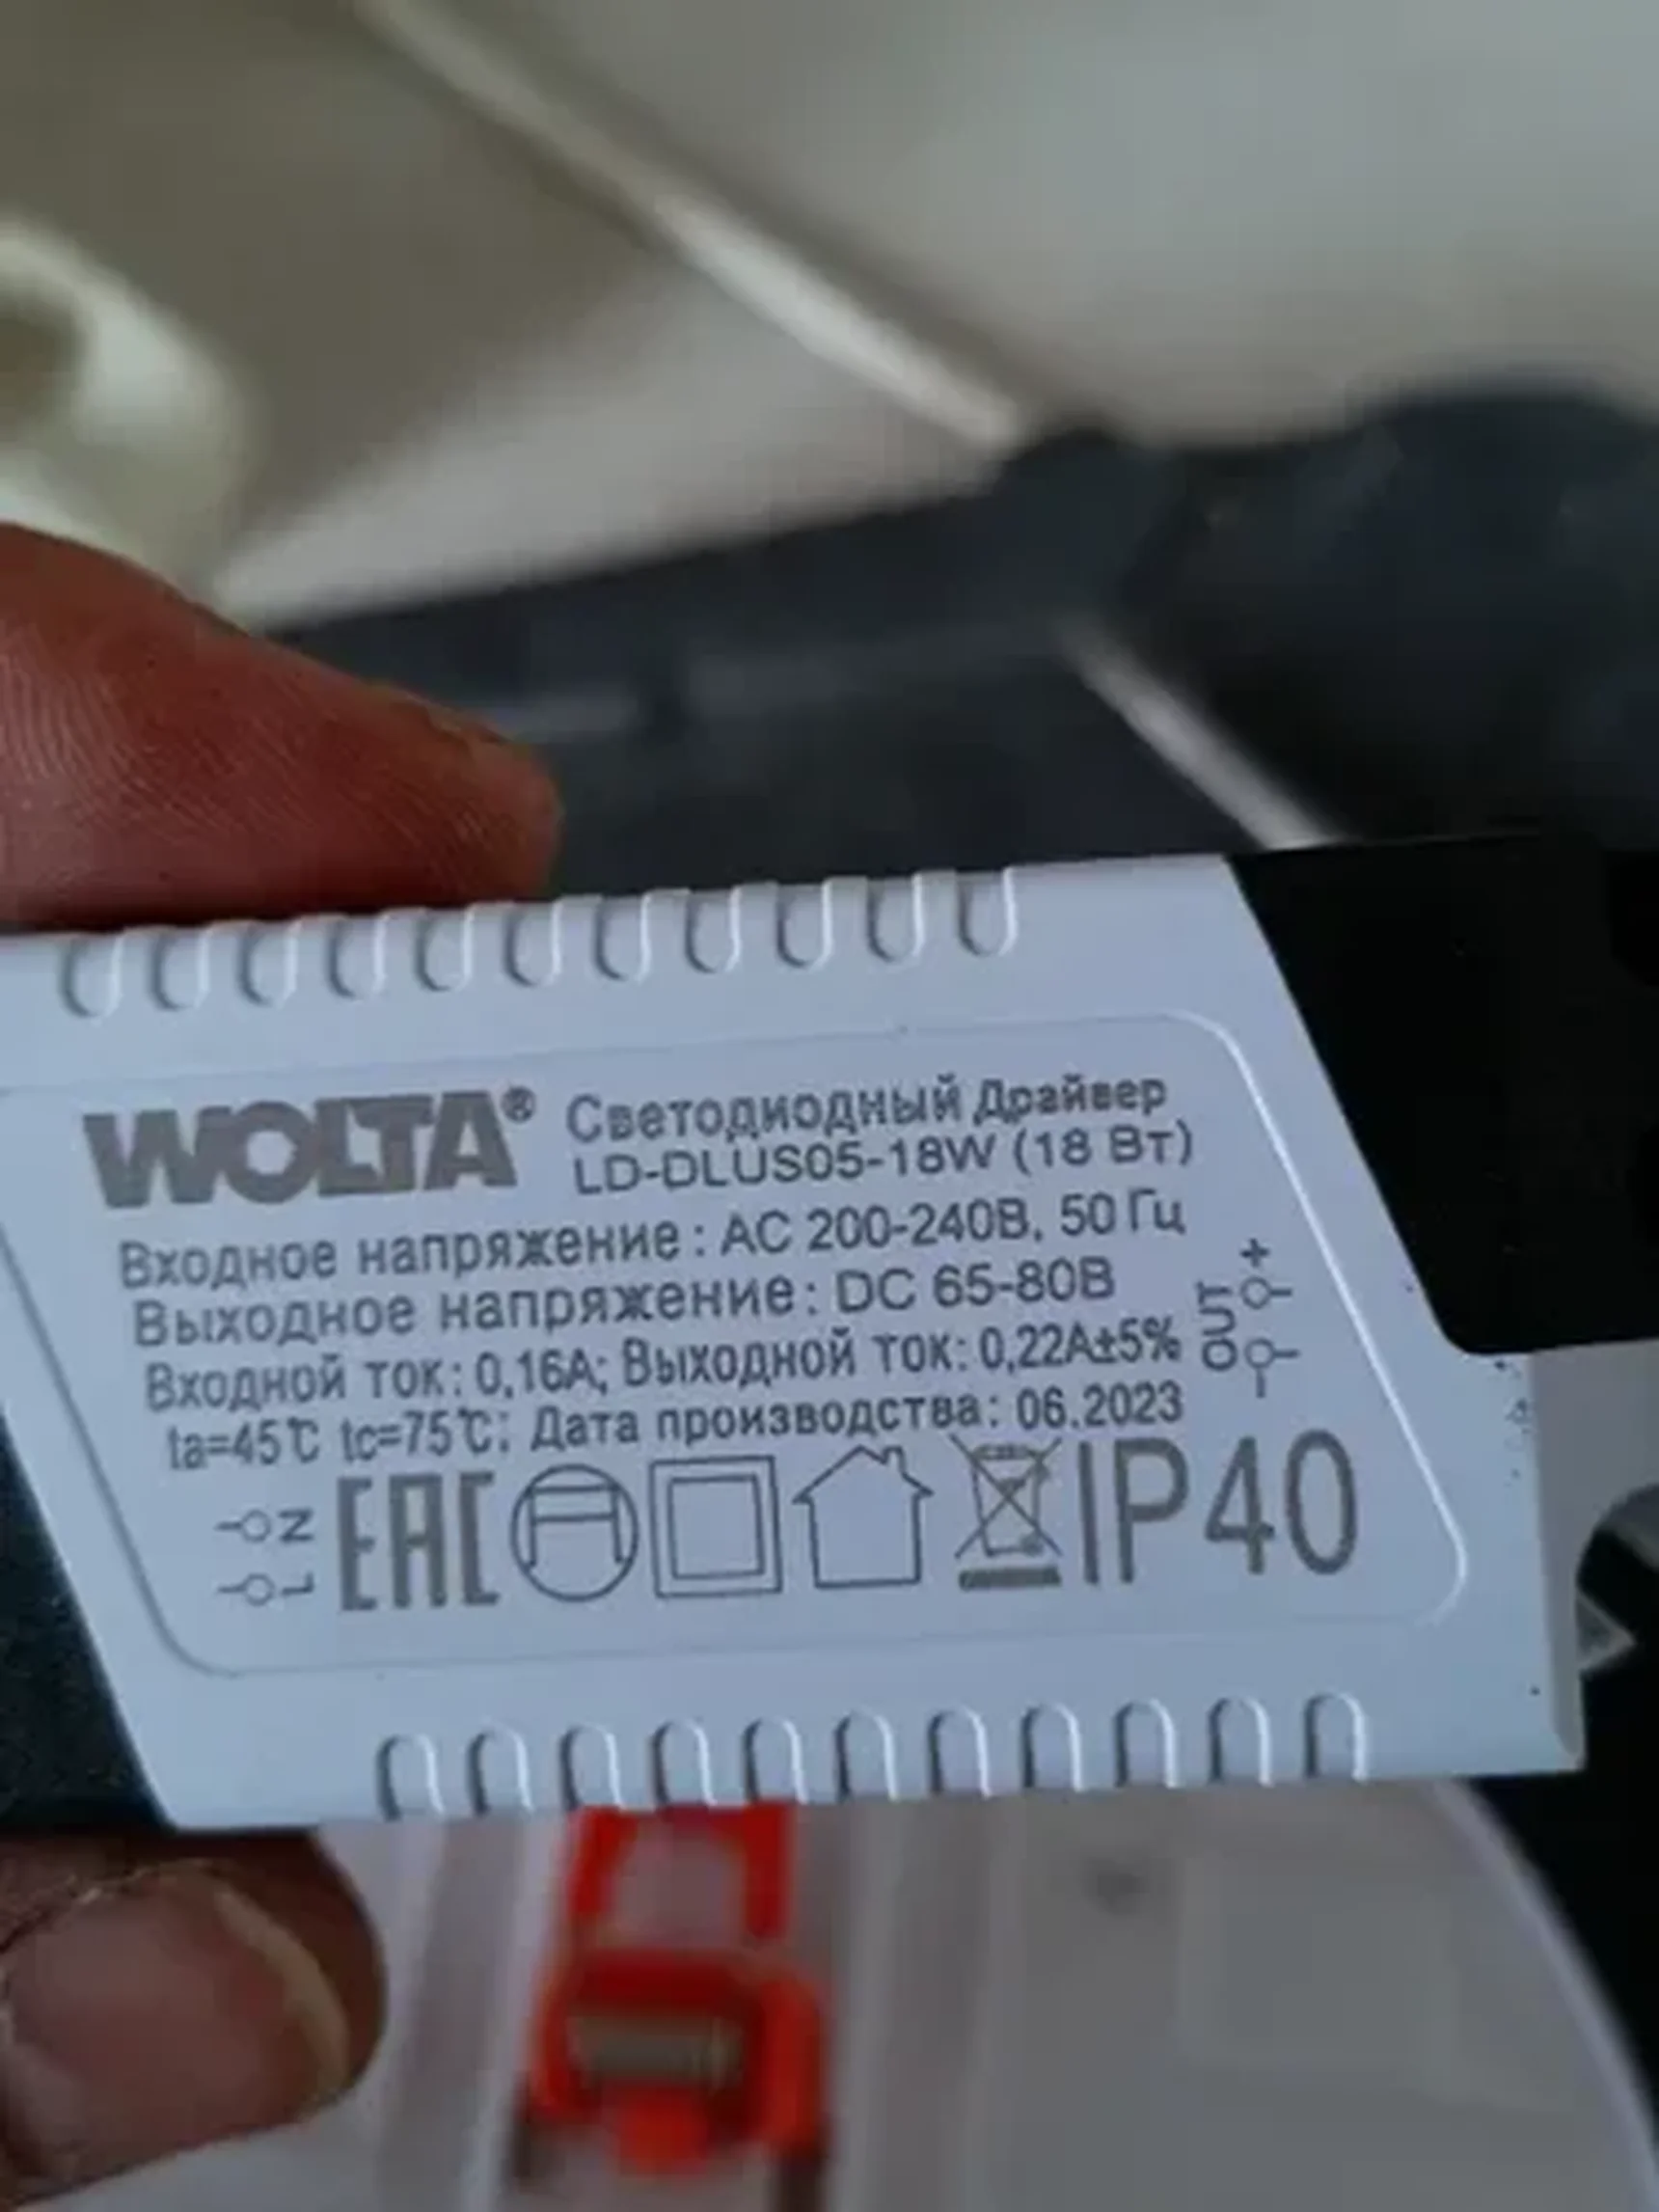 WOLTA® Светодиодный Драйвер
LD-DLUS05-18W (18 Вт)
Входное напряжение: AC 200-240В, 50 Гц
Выходное напряжение: DC 65-80В
Входной ток: 0,16А; Выходной ток: 0,22А±5%
ta=45℃ tc=75℃; Дата производства: 06.2023
OUT + -
N
L
EAC IP40